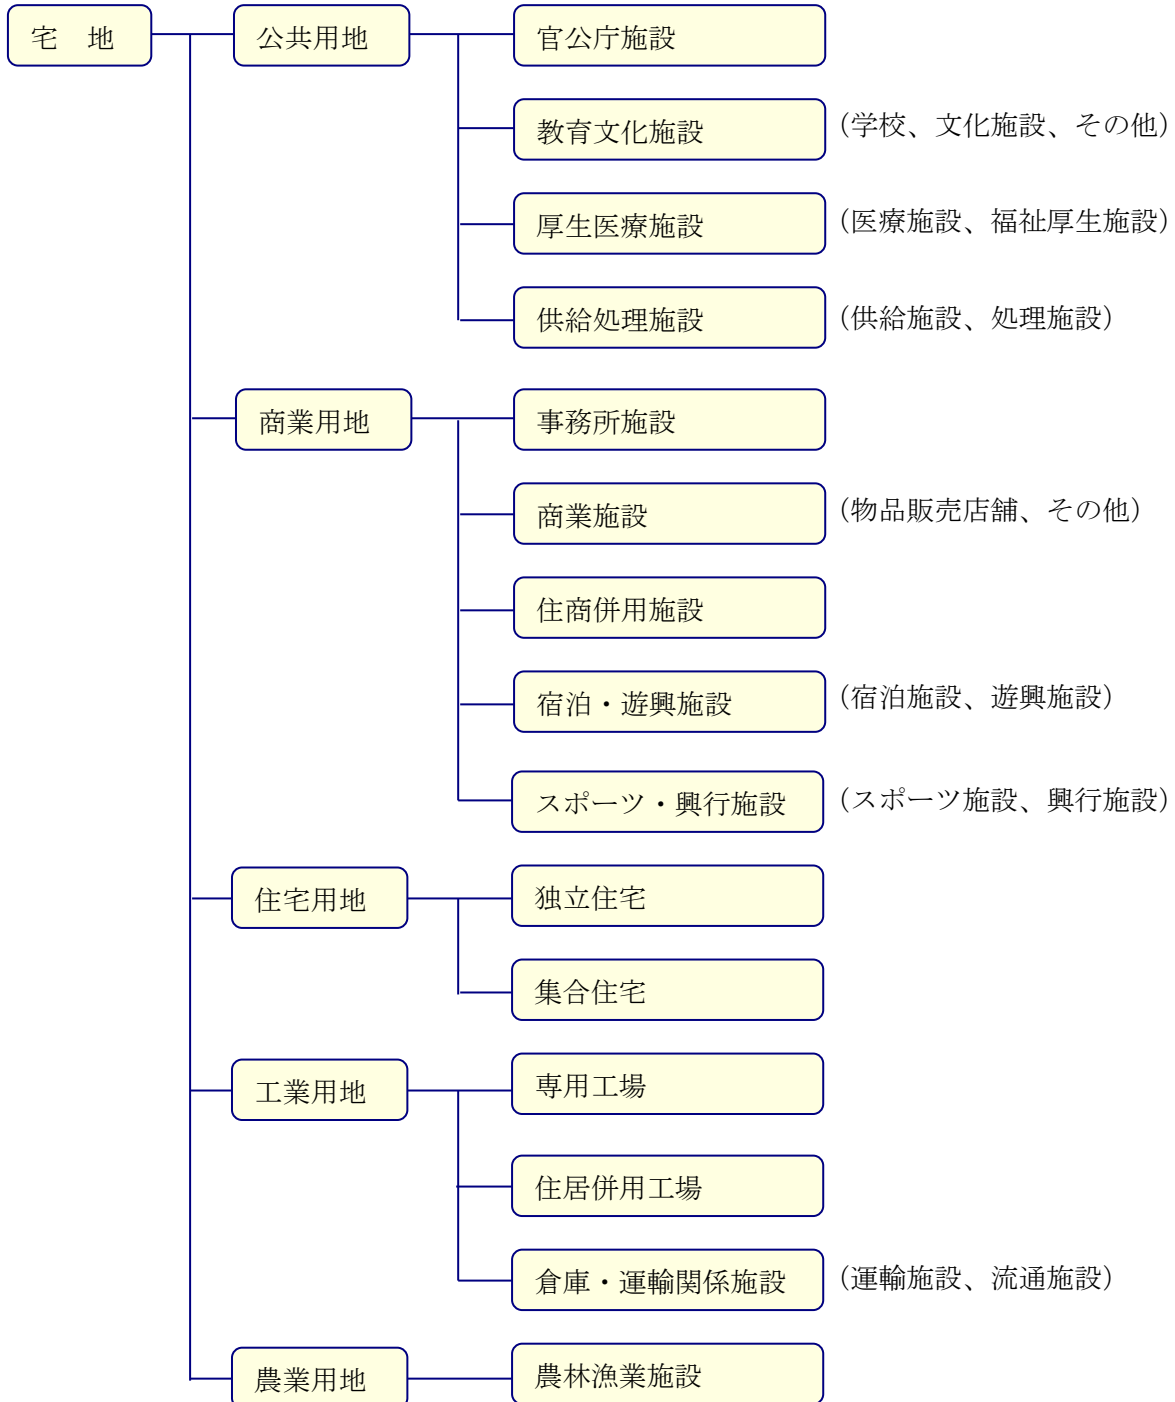 宅　地
公共用地
官公庁施設
教育文化施設
(学校、文化施設、その他)
厚生医療施設
(医療施設、福祉厚生施設)
供給処理施設
(供給施設、処理施設)
商業用地
事務所施設
商業施設
(物品販売店舗、その他)
住商併用施設
宿泊・遊興施設
(宿泊施設、遊興施設)
スポーツ・興行施設
(スポーツ施設、興行施設)
住宅用地
独立住宅
集合住宅
工業用地
専用工場
住居併用工場
倉庫・運輸関係施設
(運輸施設、流通施設)
農業用地
農林漁業施設